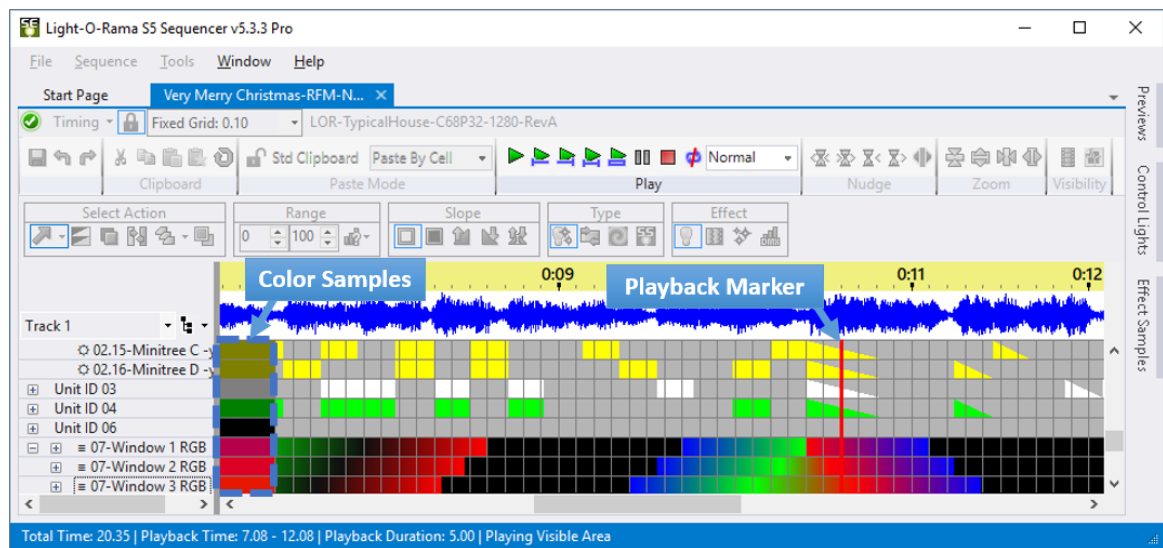 Light-O-Rama S5 Sequencer v5.3.3 Pro
File Sequence Tools Window Help
Start Page Very Merry Christmas-RFM-N...
Timing Fixed Grid: 0.10 LOR-TypicalHouse-C68P32-1280-RevA
Std Clipboard Paste By Cell Normal
Clipboard Paste Mode Play Nudge Zoom Visibility
Select Action Range Slope Type Effect
0 100
Color Samples 0:09 Playback Marker 0:11 0:12
Track 1
02.15-Minitree C -y
02.16-Minitree D -y
Unit ID 03
Unit ID 04
Unit ID 06
07-Window 1 RGB
07-Window 2 RGB
07-Window 3 RGB
Total Time: 20.35 | Playback Time: 7.08 - 12.08 | Playback Duration: 5.00 | Playing Visible Area
Previews
Control Lights
Effect Samples